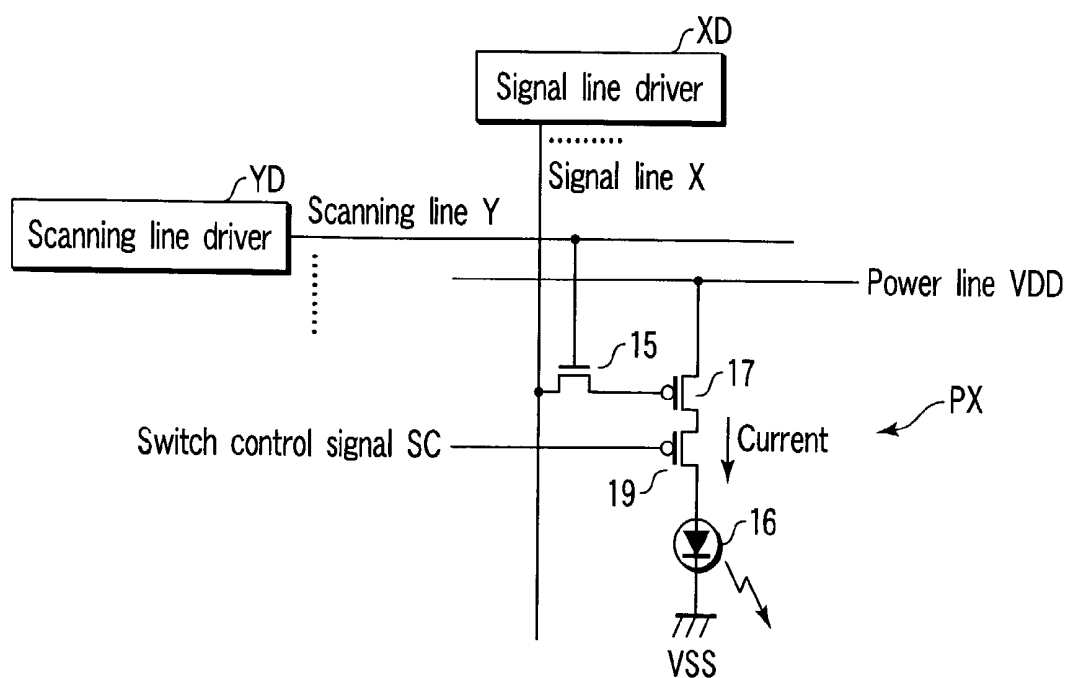 XD
Signal line driver
Signal line X
YD
Scanning line driver
Scanning line Y
Power line VDD
15
17
PX
Switch control signal SC
Current
19
16
VSS